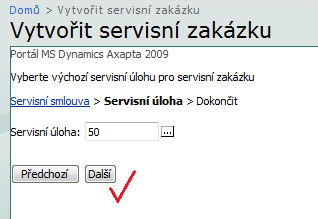 Domů > Vytvořit servisní zakázku
Vytvořit servisní zakázku
Portál MS Dynamics Axapta 2009
Vyberte výchozí servisní úlohu pro servisní zakázku
Servisní smlouva > Servisní úloha > Dokončit
Servisní úloha: 50 ...
Předchozí Další